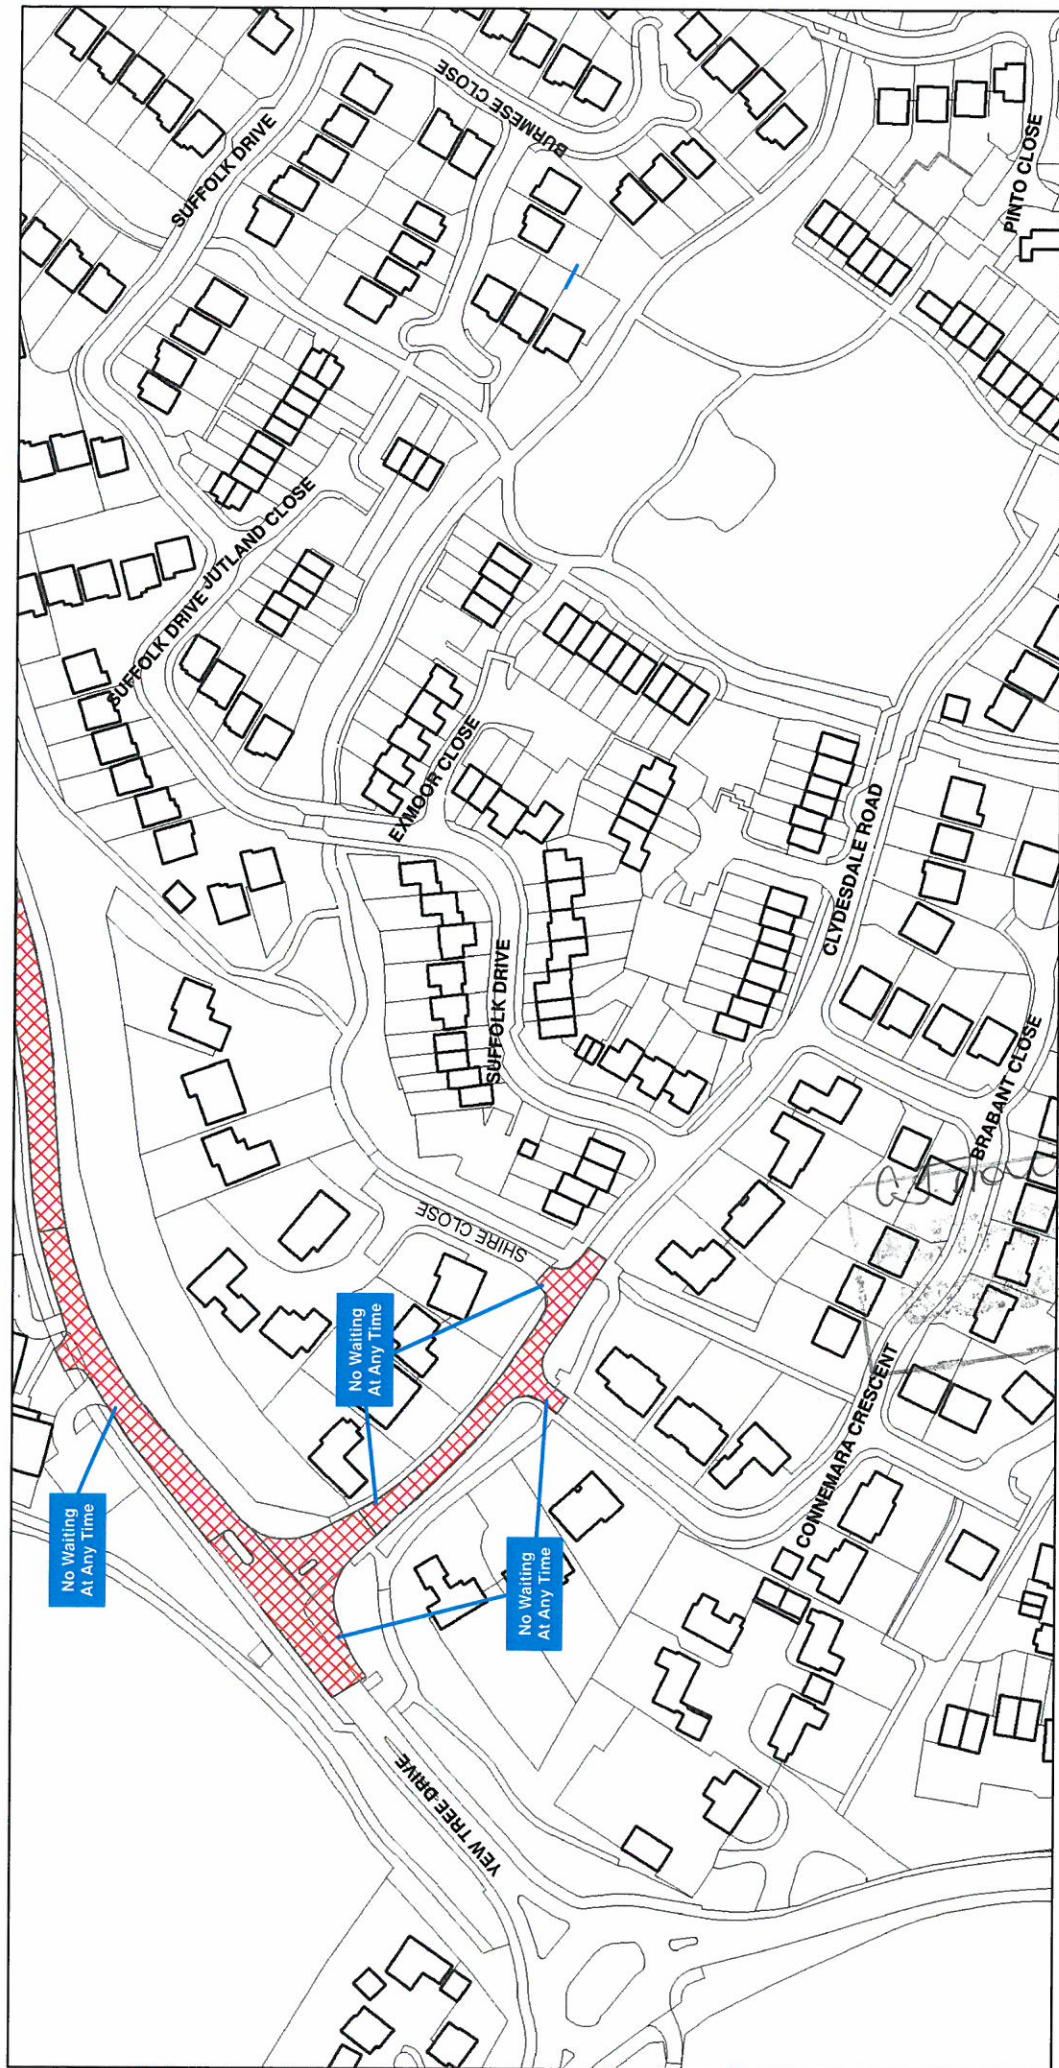 SUFFOLK DRIVE
BURMESE CLOSE
PINTO CLOSE
JUTLAND CLOSE
SUFFOLK DRIVE
EXMOOR CLOSE
CLYDESDALE ROAD
SUFFOLK DRIVE
BRABANT CLOSE
SHIRE CLOSE
No Waiting
At Any Time
No Waiting
At Any Time
No Waiting
At Any Time
CONNEMARA CRESCENT
YEW TREE DRIVE